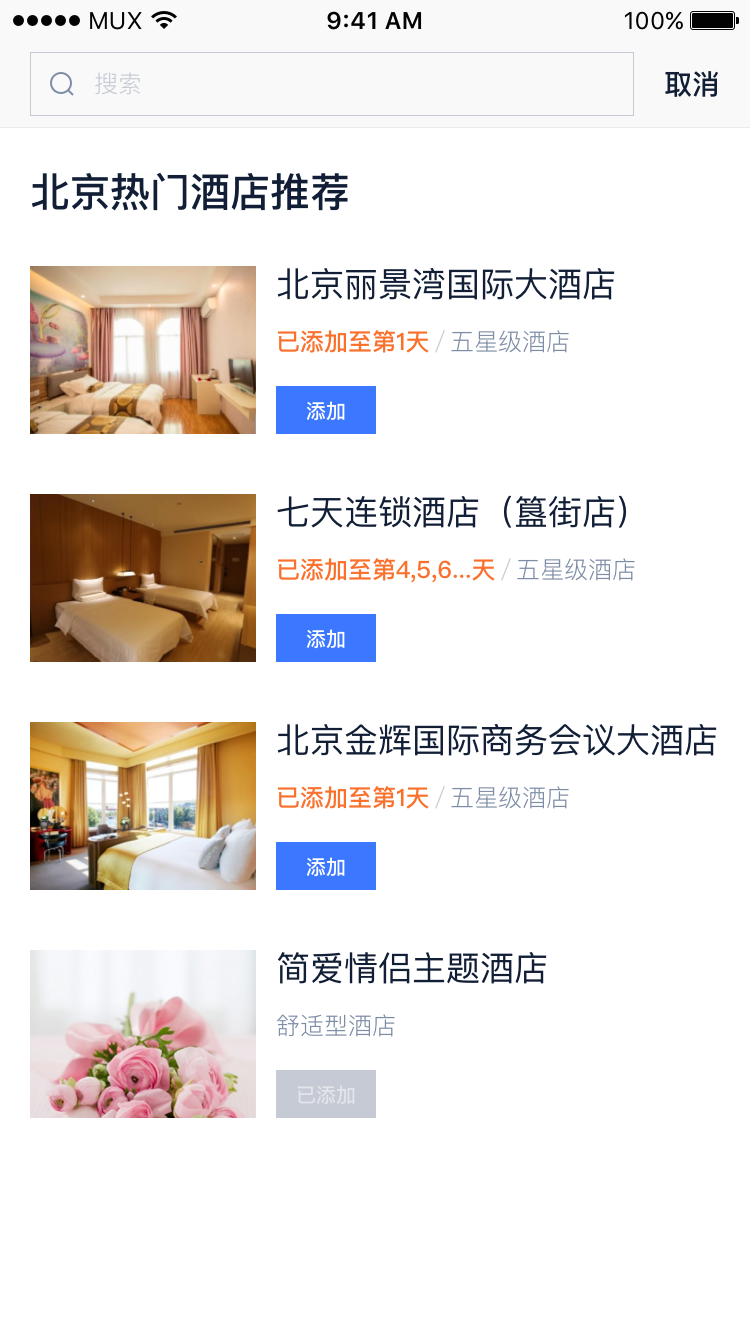 MUX 9:41 AM 100%
搜索 取消
北京热门酒店推荐
北京丽景湾国际大酒店
已添加至第1天 / 五星级酒店
添加
七天连锁酒店（簋街店）
已添加至第4,5,6...天 / 五星级酒店
添加
北京金辉国际商务会议大酒店
已添加至第1天 / 五星级酒店
添加
简爱情侣主题酒店
舒适型酒店
已添加